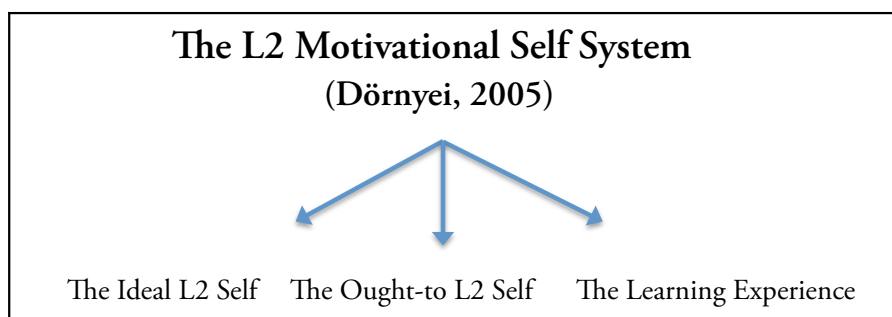 The L2 Motivational Self System
(Dörnyei, 2005)
The Ideal L2 Self The Ought-to L2 Self The Learning Experience